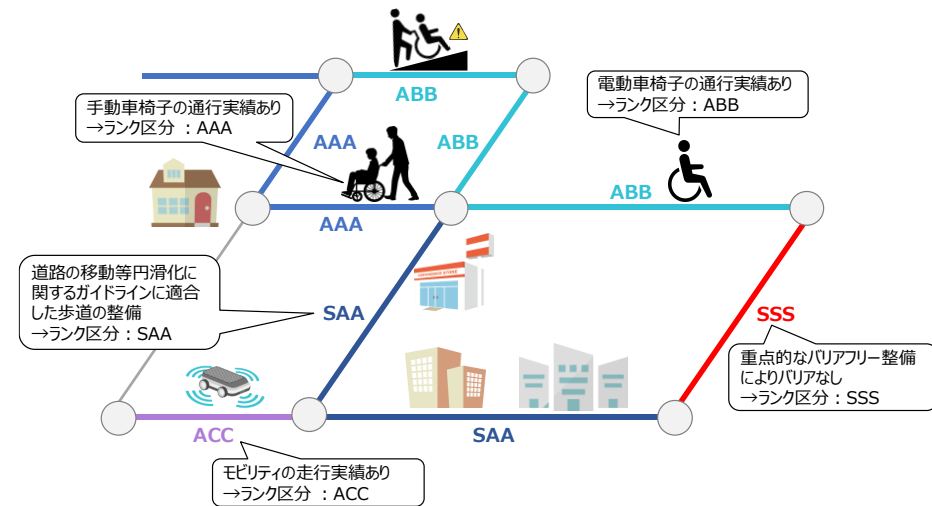 ABB
手動車椅子の通行実績あり
→ランク区分 : AAA
電動車椅子の通行実績あり
→ランク区分:ABB
AAA
ABB
ABB
AAA
道路の移動等円滑化に
関するガイドラインに適合
した歩道の整備
→ランク区分:SAA
SAA
SSS
重点的なバリアフリー整備
によりバリアなし
→ランク区分:SSS
ACC
SAA
モビリティの走行実績あり
→ランク区分 :ACC